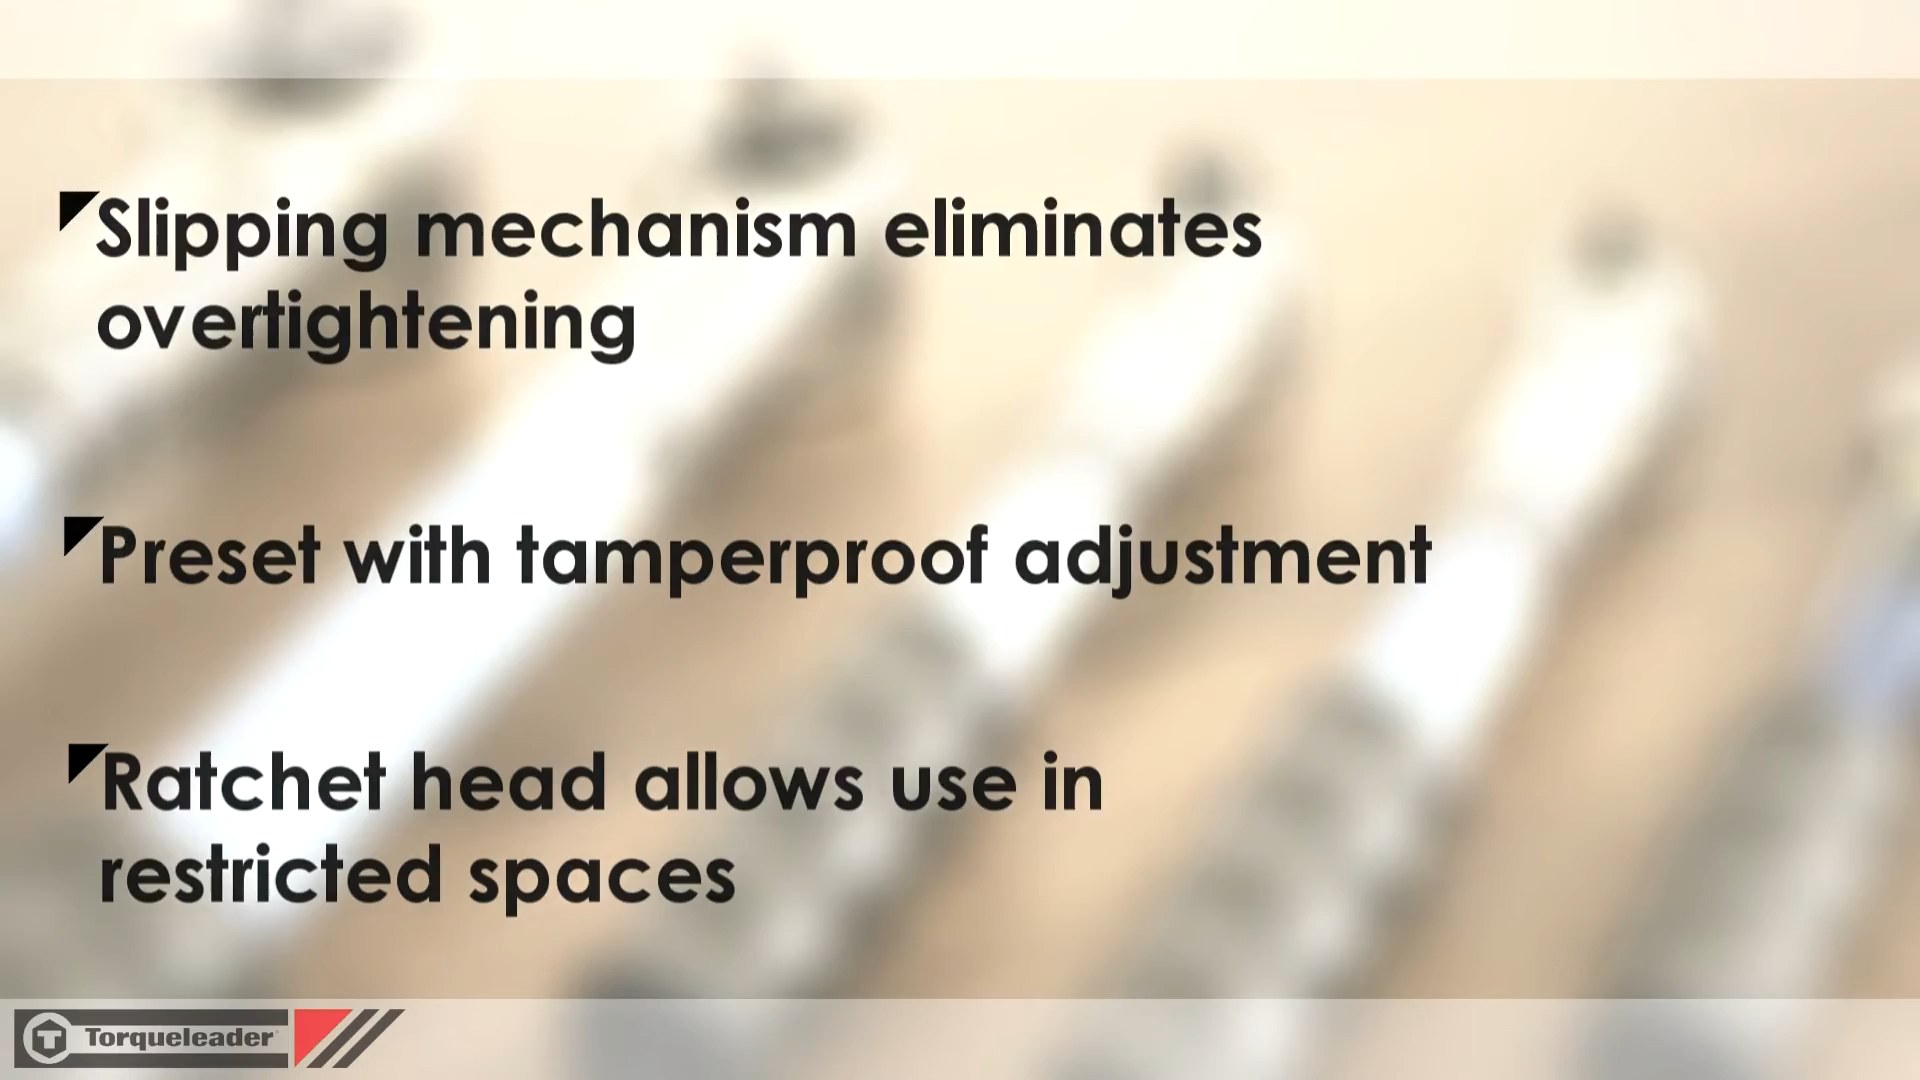 Slipping mechanism eliminates
overtightening
Preset with tamperproof adjustment
Ratchet head allows use in
restricted spaces
Torqueleader